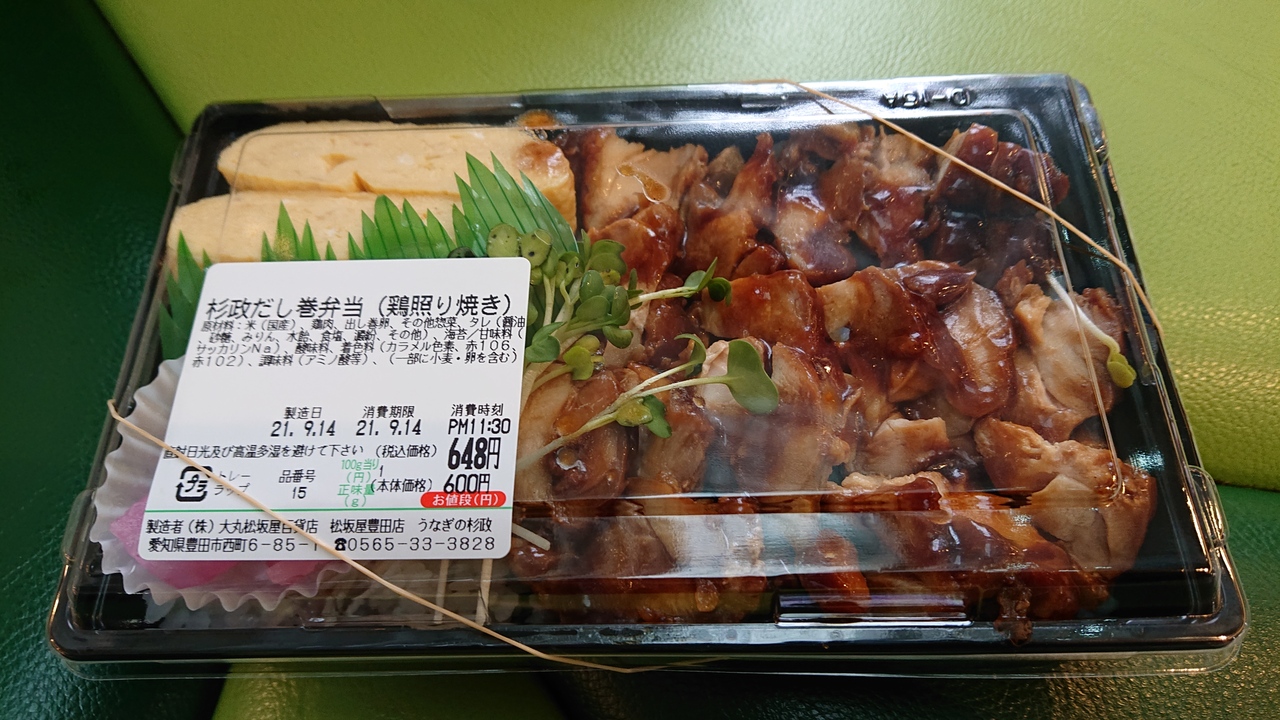 杉政だし巻弁当（鶏照り焼き）
原材料：米（国産）、鶏肉、出し巻卵、その他惣菜、タレ（醤油
、砂糖、みりん、水飴、食塩、澱粉、その他）、海苔／甘味料（
サッカリンNa）、酸味料、着色料（カラメル色素、赤106、
赤102）、調味料（アミノ酸等）、（一部に小麦・卵を含む）
製造日 消費期限 消費時刻
21. 9.14 21. 9.14 PM11:30
直射日光及び高温多湿を避けて下さい （税込価格） 648円
プラ トレー ラップ 品番号 15 100g当り（円） 1 正味量（g） （本体価格） 600円
お値段（円）
製造者（株）大丸松坂屋百貨店 松坂屋豊田店 うなぎの杉政
愛知県豊田市西町6-85-1 ☎0565-33-3828